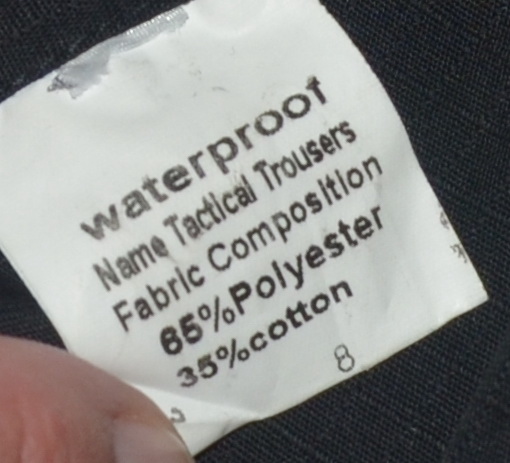 waterproof
Name Tactical Trousers
Fabric Composition
65%Polyester
35%cotton
8